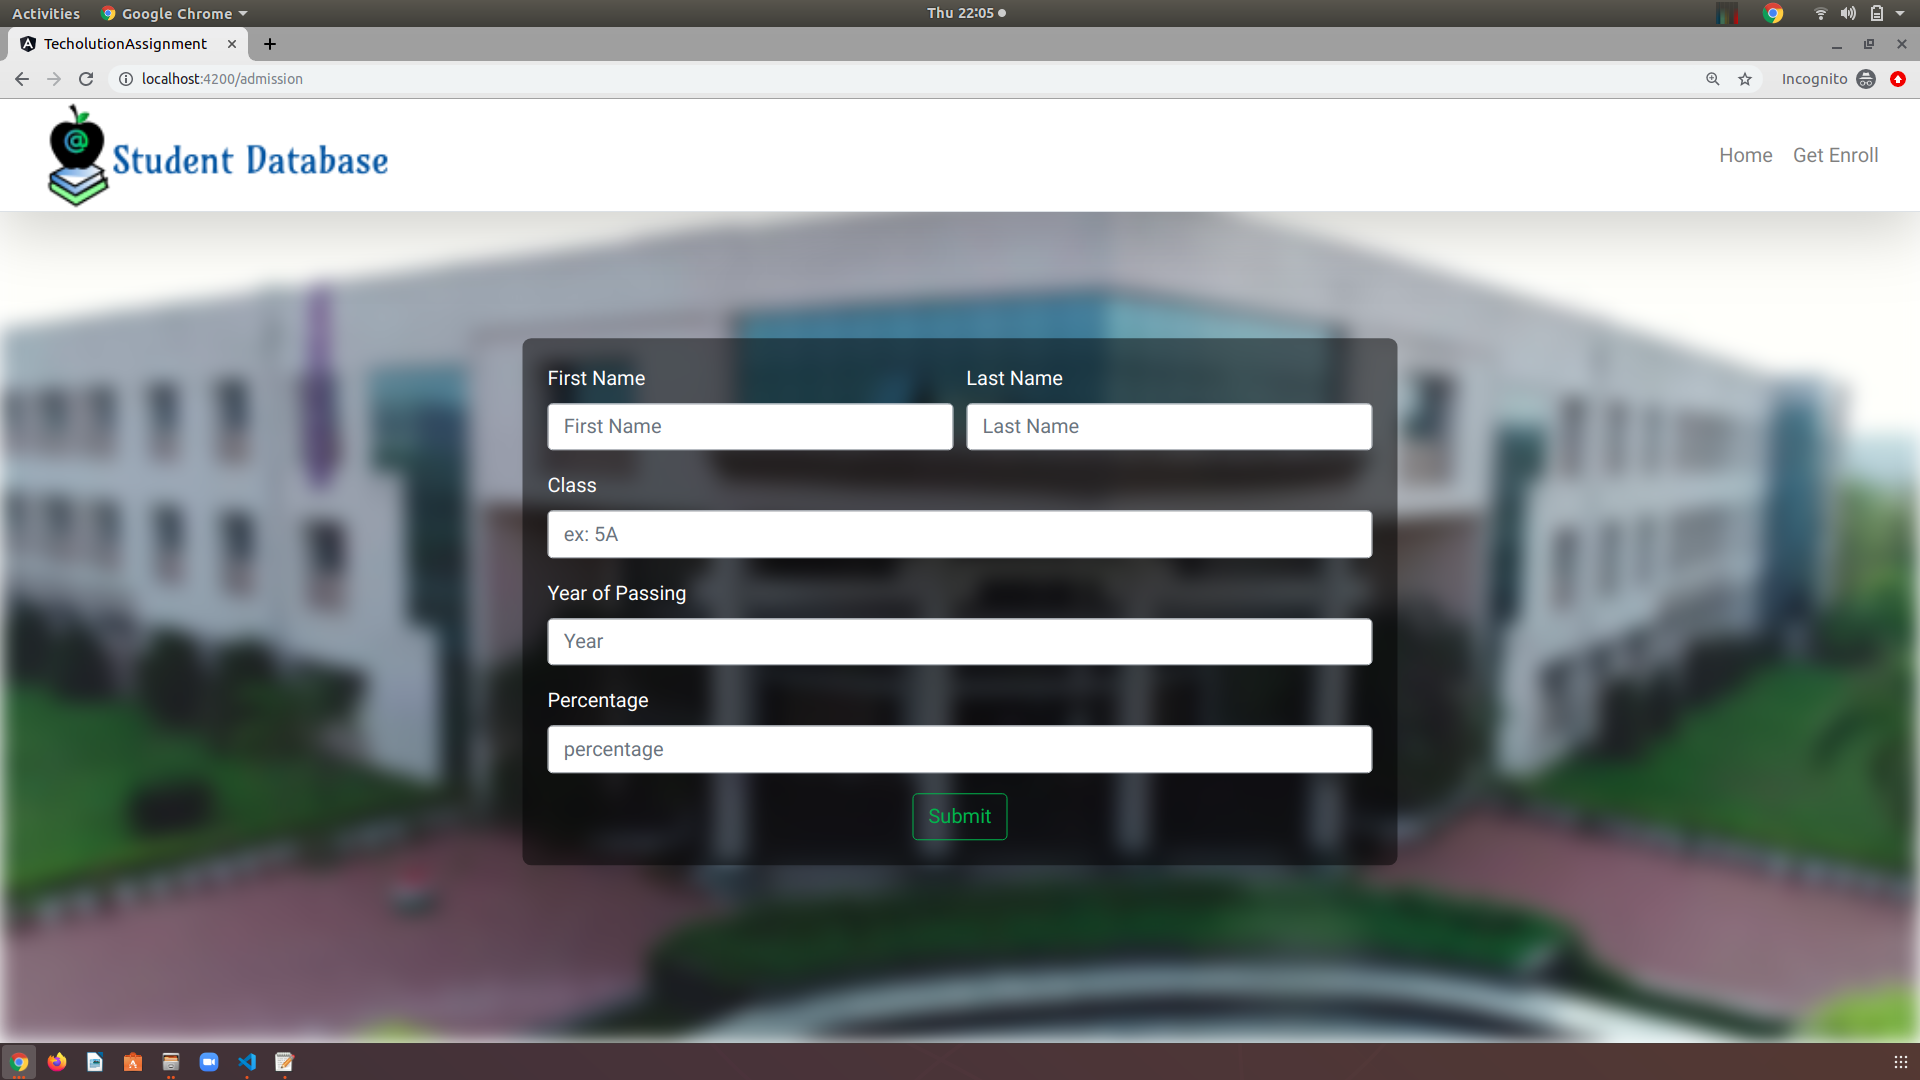 Activities Google Chrome Thu 22:05
TecholutionAssignment
localhost:4200/admission Incognito
@
Student Database Home Get Enroll
First Name Last Name
First Name Last Name
Class
ex: 5A
Year of Passing
Year
Percentage
percentage
Submit